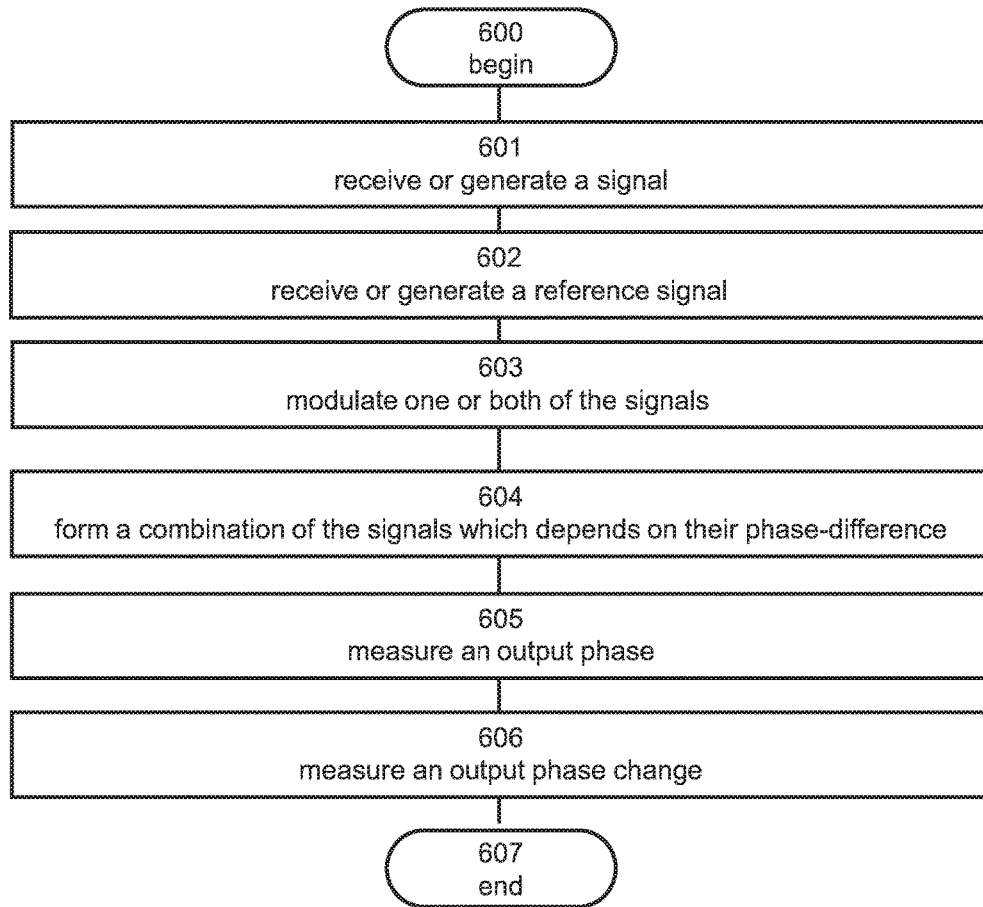 600
begin
601
receive or generate a signal
602
receive or generate a reference signal
603
modulate one or both of the signals
604
form a combination of the signals which depends on their phase-difference
605
measure an output phase
606
measure an output phase change
607
end